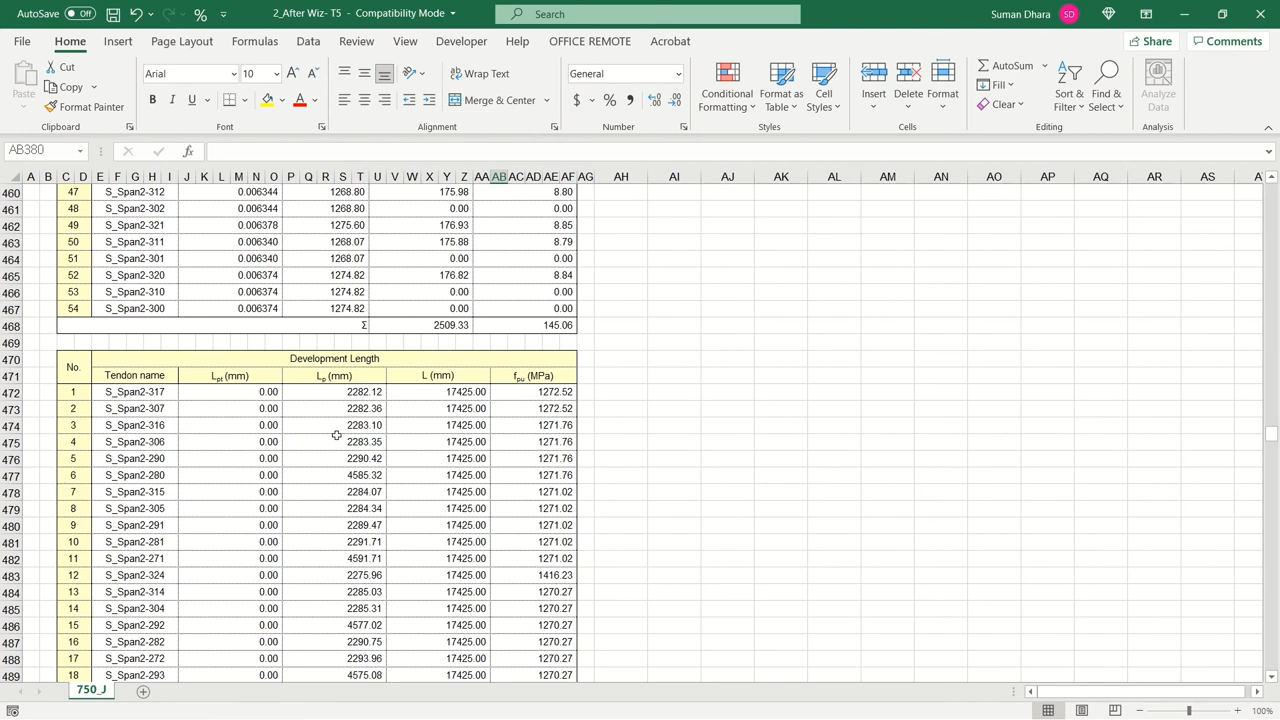 AutoSave Off 2_After Wiz- T5 - Compatibility Mode Search Suman Dhara SD
File Home Insert Page Layout Formulas Data Review View Developer Help OFFICE REMOTE Acrobat Share Comments
Paste Cut Copy Format Painter Clipboard
Arial 10 B I U Font
Wrap Text Merge & Center Alignment
General $ % Number
Conditional Formatting Format as Table Cell Styles Styles
Insert Delete Format Cells
AutoSum Fill Clear Sort & Filter Find & Select Editing
Analyze Data Analysis
AB380 fx
A B C D E F G H I J K L M N O P Q R S T U V W X Y Z AA AB AC AD AE AF AG AH AI AJ AK AL AM AN AO AP AQ AR AS
460 47 S_Span2-312 0.006344 1268.80 175.98 8.80
461 48 S_Span2-302 0.006344 1268.80 0.00 0.00
462 49 S_Span2-321 0.006378 1275.60 176.93 8.85
463 50 S_Span2-311 0.006340 1268.07 175.88 8.79
464 51 S_Span2-301 0.006340 1268.07 0.00 0.00
465 52 S_Span2-320 0.006374 1274.82 176.82 8.84
466 53 S_Span2-310 0.006374 1274.82 0.00 0.00
467 54 S_Span2-300 0.006374 1274.82 0.00 0.00
468 Σ 2509.33 145.06
469
470 No. Development Length
471 Tendon name Lpt (mm) Lp (mm) L (mm) fpu (MPa)
472 1 S_Span2-317 0.00 2282.12 17425.00 1272.52
473 2 S_Span2-307 0.00 2282.36 17425.00 1272.52
474 3 S_Span2-316 0.00 2283.10 17425.00 1271.76
475 4 S_Span2-306 0.00 2283.35 17425.00 1271.76
476 5 S_Span2-290 0.00 2290.42 17425.00 1271.76
477 6 S_Span2-280 0.00 4585.32 17425.00 1271.76
478 7 S_Span2-315 0.00 2284.07 17425.00 1271.02
479 8 S_Span2-305 0.00 2284.34 17425.00 1271.02
480 9 S_Span2-291 0.00 2289.47 17425.00 1271.02
481 10 S_Span2-281 0.00 2291.71 17425.00 1271.02
482 11 S_Span2-271 0.00 4591.71 17425.00 1271.02
483 12 S_Span2-324 0.00 2275.96 17425.00 1416.23
484 13 S_Span2-314 0.00 2285.03 17425.00 1270.27
485 14 S_Span2-304 0.00 2285.31 17425.00 1270.27
486 15 S_Span2-292 0.00 4577.02 17425.00 1270.27
487 16 S_Span2-282 0.00 2290.75 17425.00 1270.27
488 17 S_Span2-272 0.00 2293.96 17425.00 1270.27
489 18 S_Span2-293 0.00 4575.08 17425.00 1270.27
750_J
100%